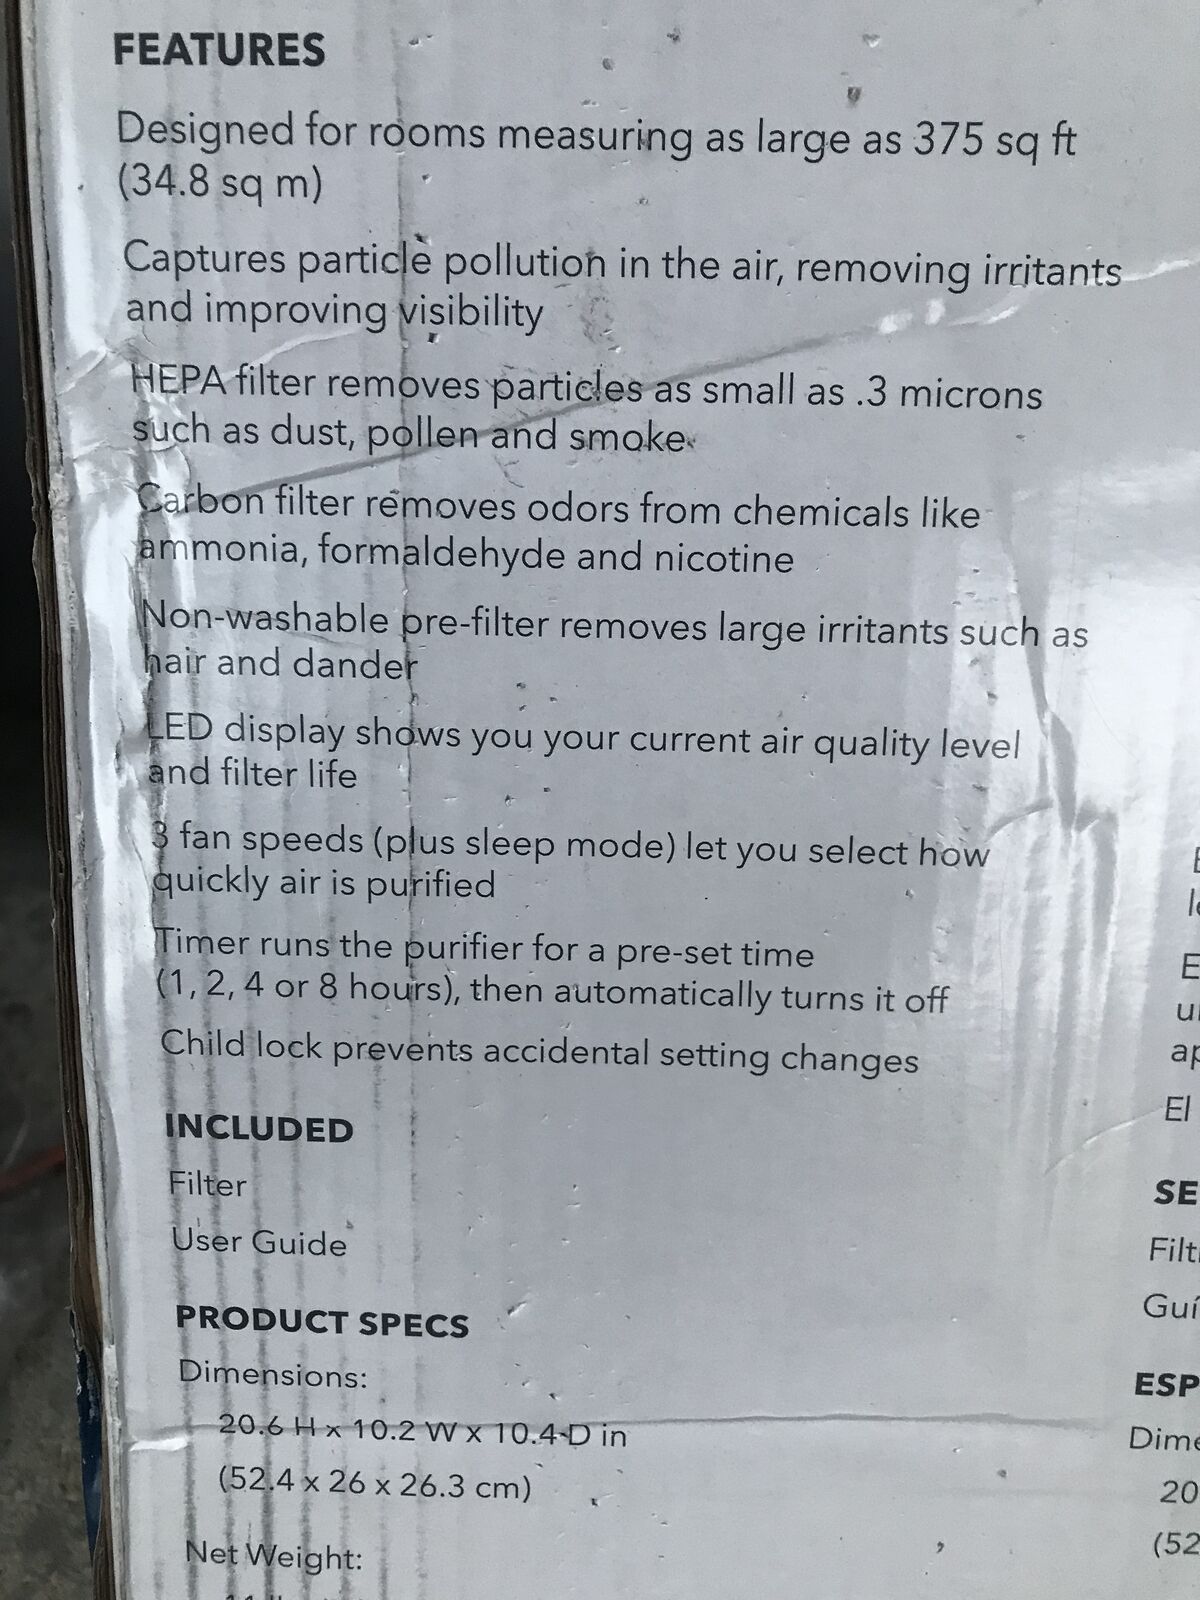 FEATURES
Designed for rooms measuring as large as 375 sq ft
(34.8 sq m)
Captures particle pollution in the air, removing irritants
and improving visibility
HEPA filter removes particles as small as .3 microns
such as dust, pollen and smoke
Carbon filter removes odors from chemicals like
ammonia, formaldehyde and nicotine
Non-washable pre-filter removes large irritants such as
hair and dander
LED display shows you your current air quality level
and filter life
3 fan speeds (plus sleep mode) let you select how
quickly air is purified
Timer runs the purifier for a pre-set time
(1, 2, 4 or 8 hours), then automatically turns it off
Child lock prevents accidental setting changes
INCLUDED
Filter
User Guide
PRODUCT SPECS
Dimensions:
20.6 H x 10.2 W x 10.4 D in
(52.4 x 26 x 26.3 cm)
Net Weight:
El
SE
Filt
Guí
ESP
Dime
20
(52